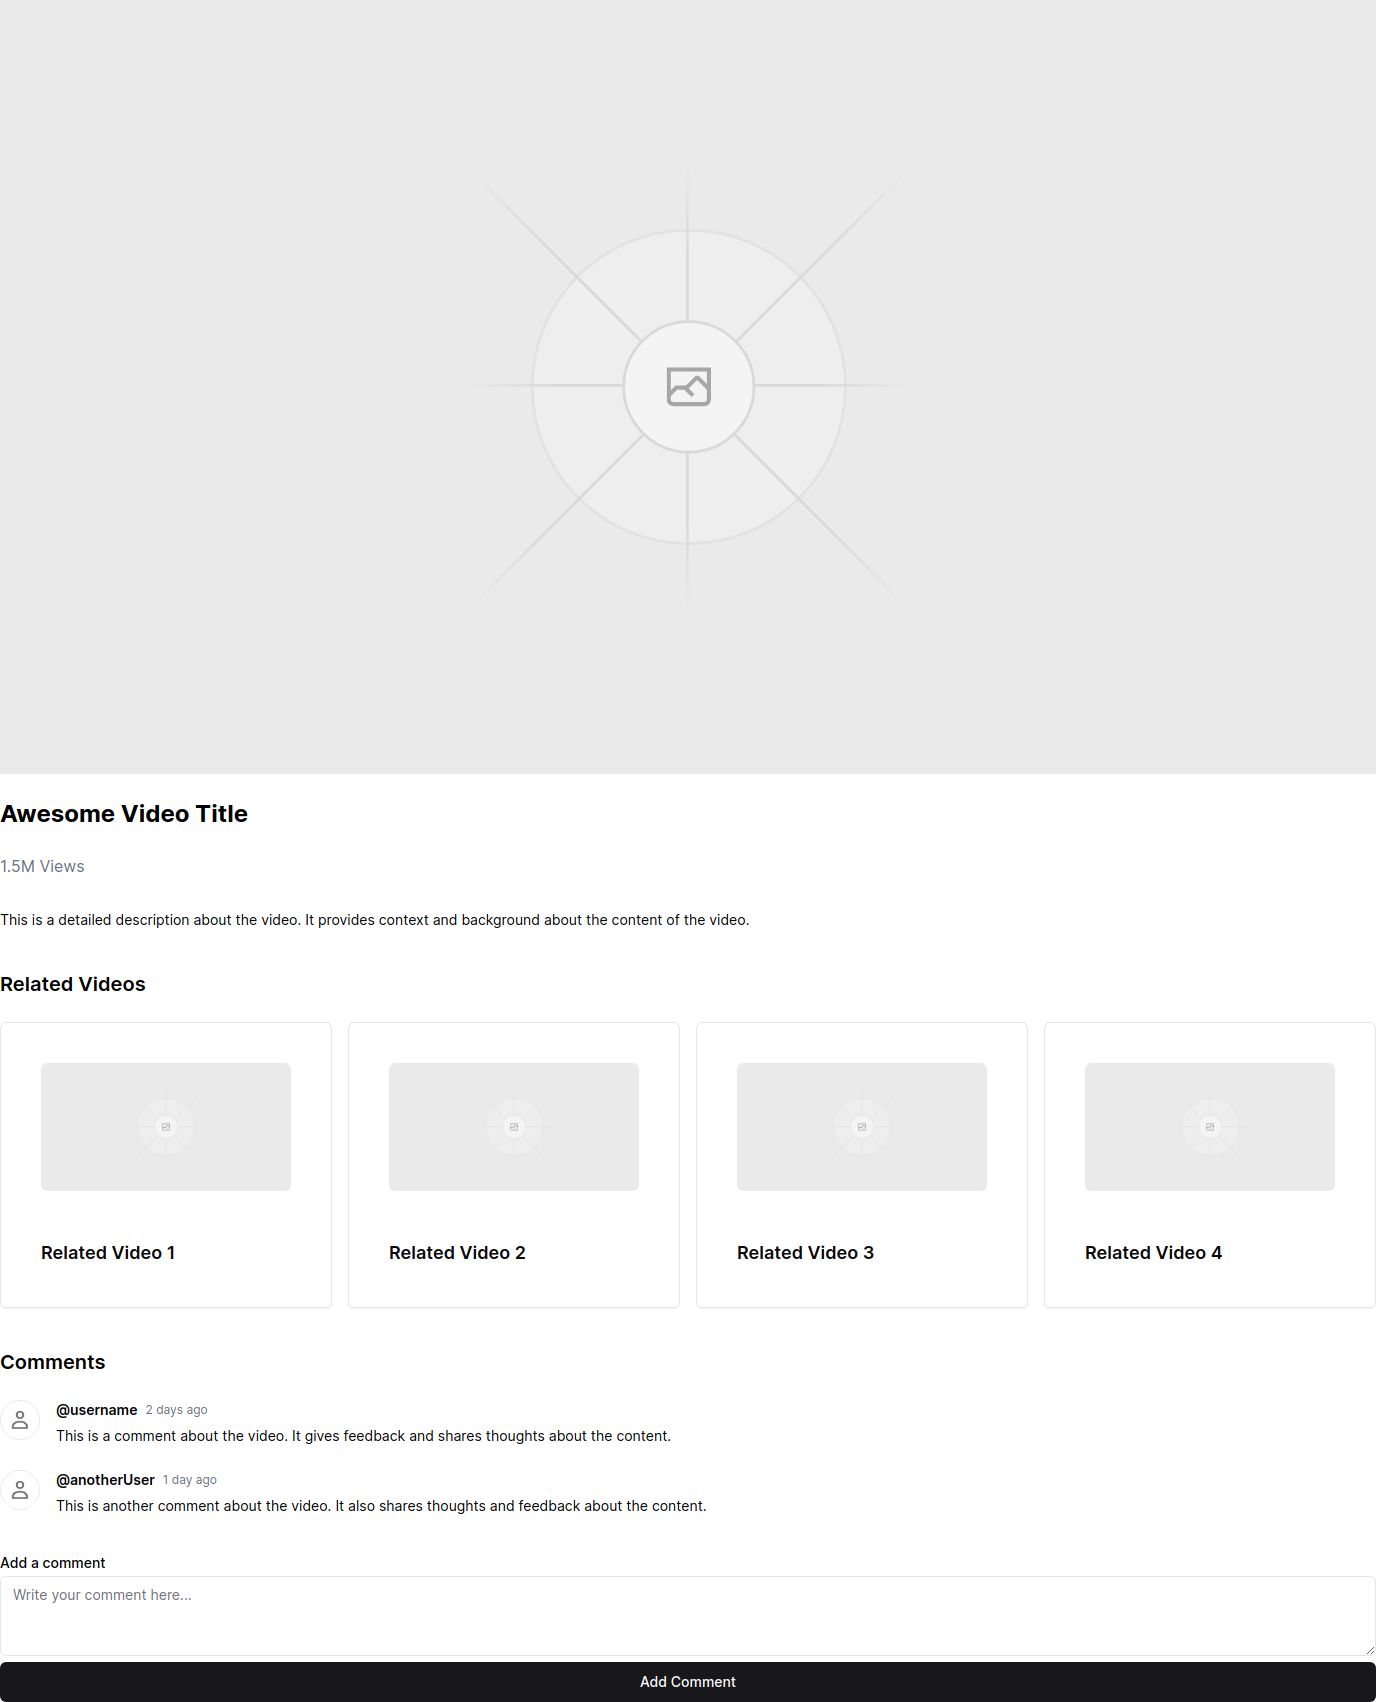 Awesome Video Title
1.5M Views
This is a detailed description about the video. It provides context and background about the content of the video.
Related Videos
Related Video 1
Related Video 2
Related Video 3
Related Video 4
Comments
@username 2 days ago
This is a comment about the video. It gives feedback and shares thoughts about the content.
@anotherUser 1 day ago
This is another comment about the video. It also shares thoughts and feedback about the content.
Add a comment
Write your comment here...
Add Comment